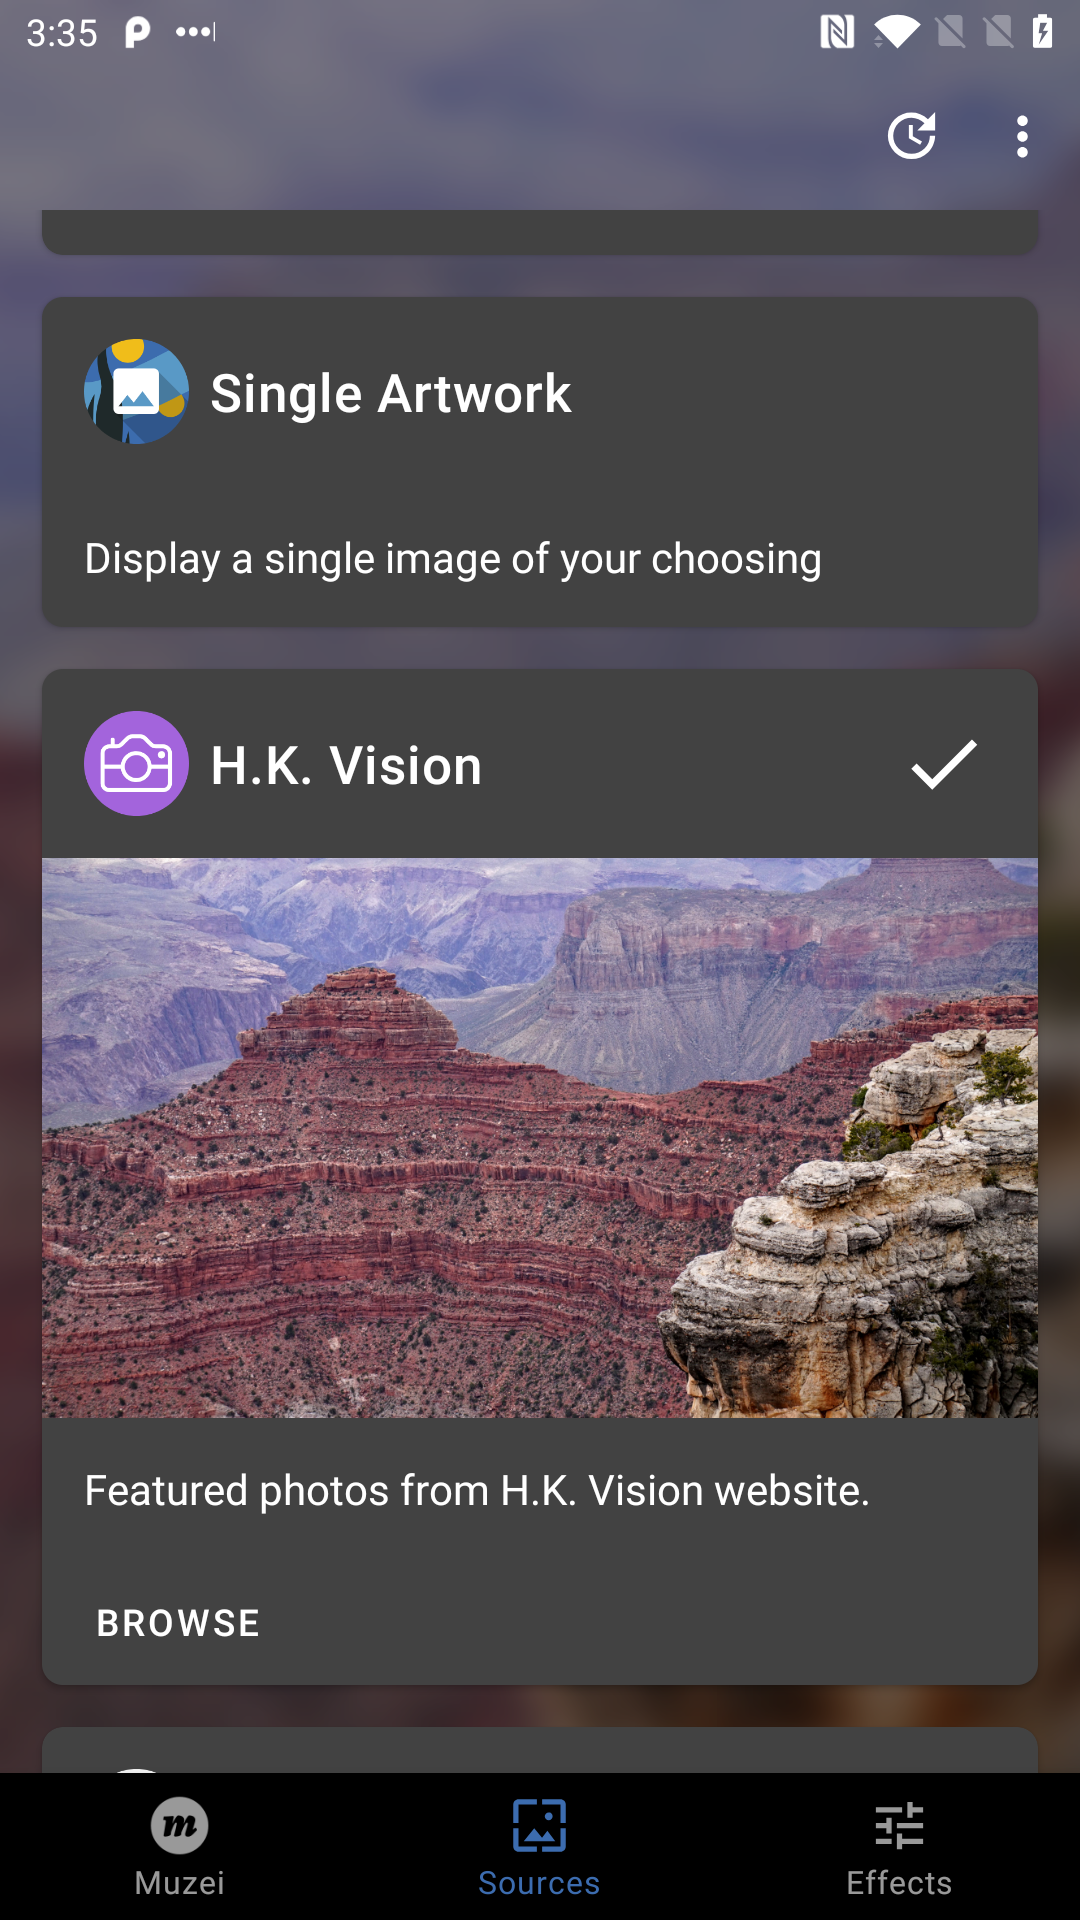 3:35
Single Artwork
Display a single image of your choosing
H.K. Vision
Featured photos from H.K. Vision website.
BROWSE
m
Muzei
Sources
Effects